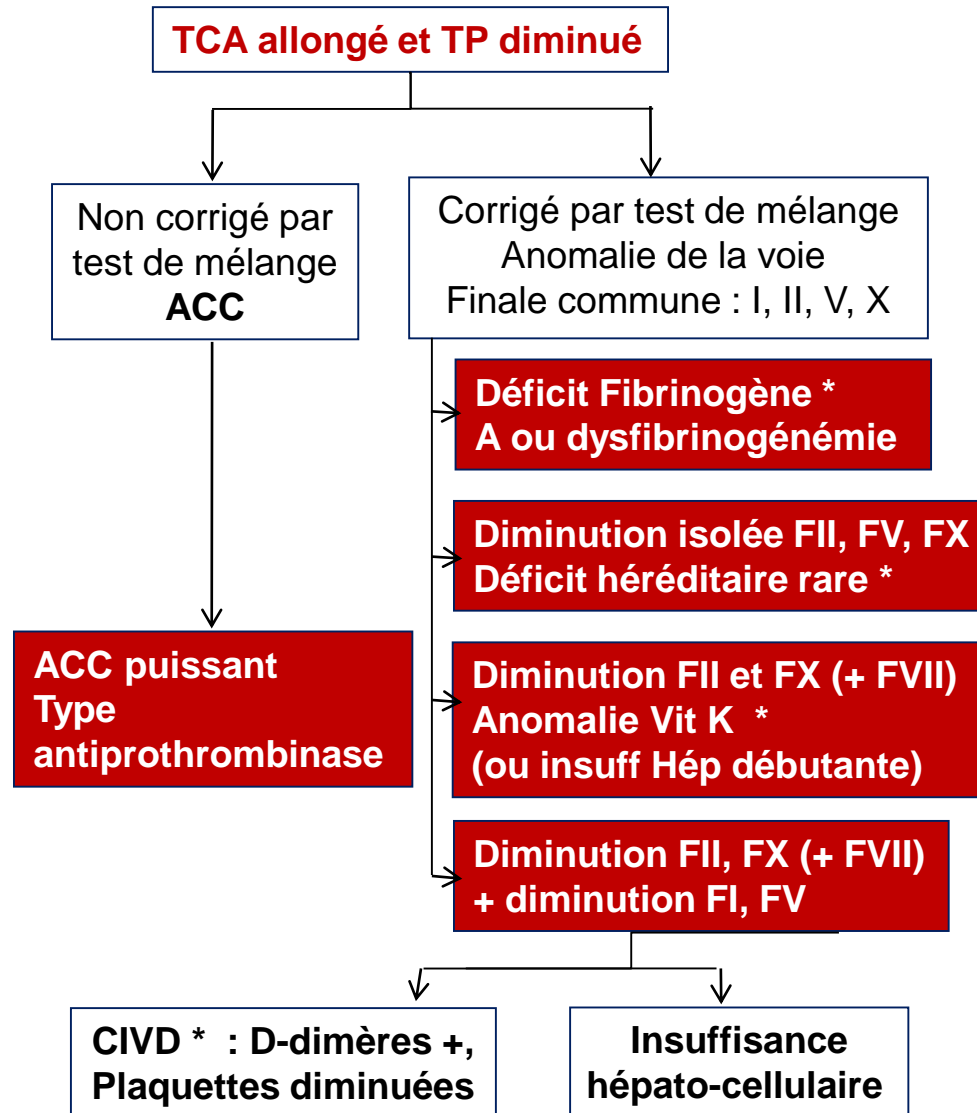 TCA allongé et TP diminué
Non corrigé par
test de mélange
ACC
Corrigé par test de mélange
Anomalie de la voie
Finale commune : I, II, V, X
Déficit Fibrinogène *
A ou dysfibrinogénémie
Diminution isolée FII, FV, FX
Déficit héréditaire rare *
ACC puissant
Type
antiprothrombinase
Diminution FII et FX (+ FVII)
Anomalie Vit K *
(ou insuff Hép débutante)
Diminution FII, FX (+ FVII)
+ diminution FI, FV
CIVD * : D-dimères +,
Plaquettes diminuées
Insuffisance
hépato-cellulaire